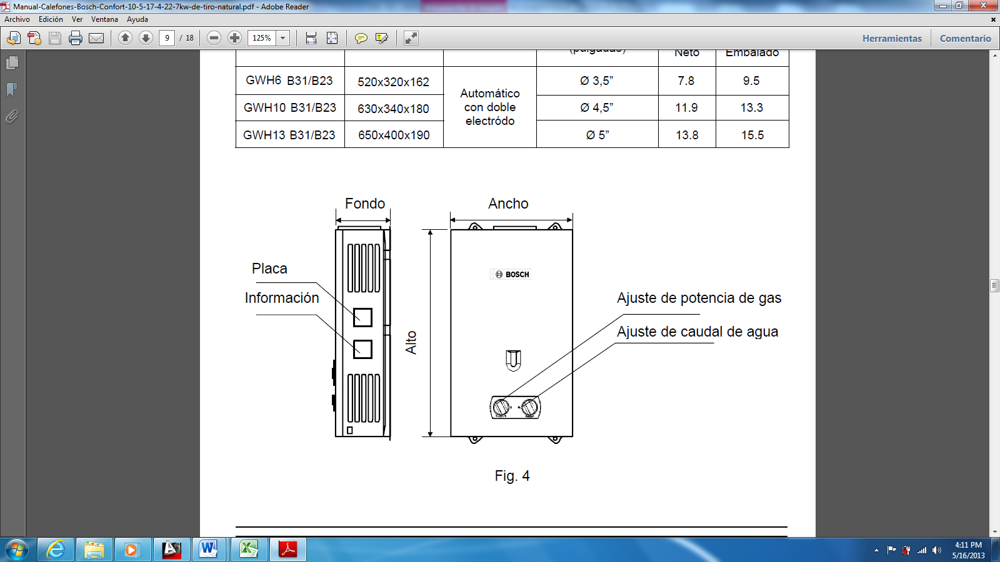 Manual-Calefones-Bosch-Confort-10-5-17-4-22-7kw-de-tiro-natural.pdf - Adobe Reader
Archivo Edición Ver Ventana Ayuda
9 / 18 125% Herramientas Comentario
(pulgadas) Neto Embalado
GWH6 B31/B23 520x320x162 Ø 3,5” 7.8 9.5
Automático
con doble
electródo
GWH10 B31/B23 630x340x180 Ø 4,5” 11.9 13.3
GWH13 B31/B23 650x400x190 Ø 5” 13.8 15.5
Fondo Ancho
Placa
BOSCH
Información
Ajuste de potencia de gas
Ajuste de caudal de agua
Alto
Fig. 4
4:11 PM
5/16/2013